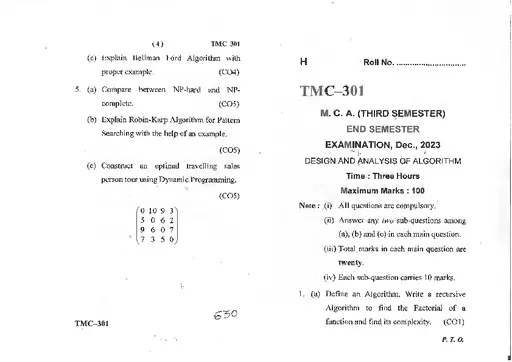 ( 4 ) TMC 301
(c) Explain Bellman Ford Algorithm with
proper example. (CO4)
5. (a) Compare between NP-hard and NP-
complete. (CO5)
(b) Explain Robin-Karp Algorithm for Pattern
Searching with the help of an example.
(CO5)
(c) Construct an optimal travelling sales
person tour using Dynamic Programming.
(CO5)
0 10 9 3
5 0 6 2
9 6 0 7
7 3 5 0
TMC–301
630
H Roll No. ..............................
TMC–301
M. C. A. (THIRD SEMESTER)
END SEMESTER
EXAMINATION, Dec., 2023
DESIGN AND ANALYSIS OF ALGORITHM
Time : Three Hours
Maximum Marks : 100
Note : (i) All questions are compulsory.
(ii) Answer any two sub-questions among
(a), (b) and (c) in each main question.
(iii) Total marks in each main question are
twenty.
(iv) Each sub-question carries 10 marks.
1. (a) Define an Algorithm. Write a recursive
Algorithm to find the Factorial of a
function and find its complexity. (CO1)
P. T. O.